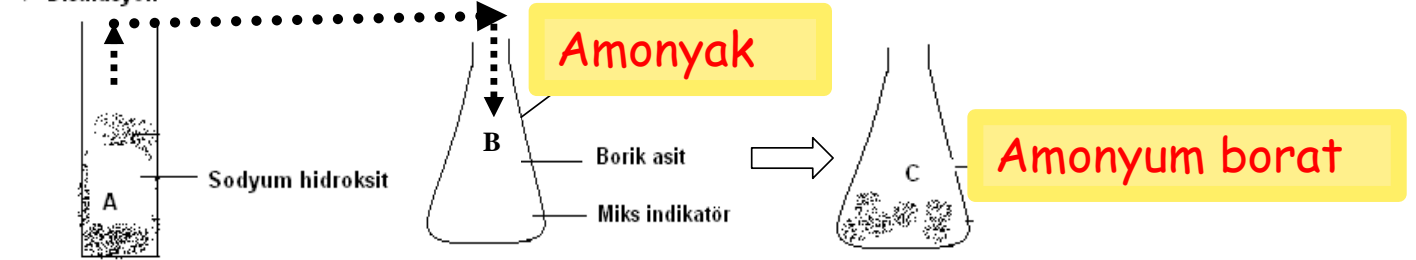 Amonyak
B
Borik asit
Amonyum borat
C
Sodyum hidroksit
A
Miks indikatör